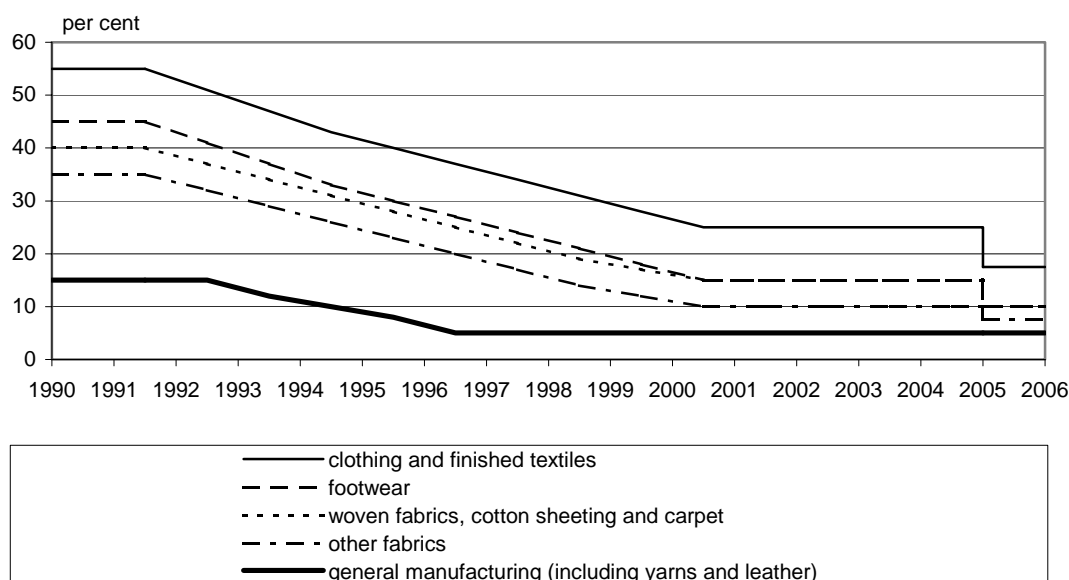 per cent
60
50
40
30
20
10
0
1990 1991 1992 1993 1994 1995 1996 1997 1998 1999 2000 2001 2002 2003 2004 2005 2006
clothing and finished textiles
footwear
woven fabrics, cotton sheeting and carpet
other fabrics
general manufacturing (including yarns and leather)